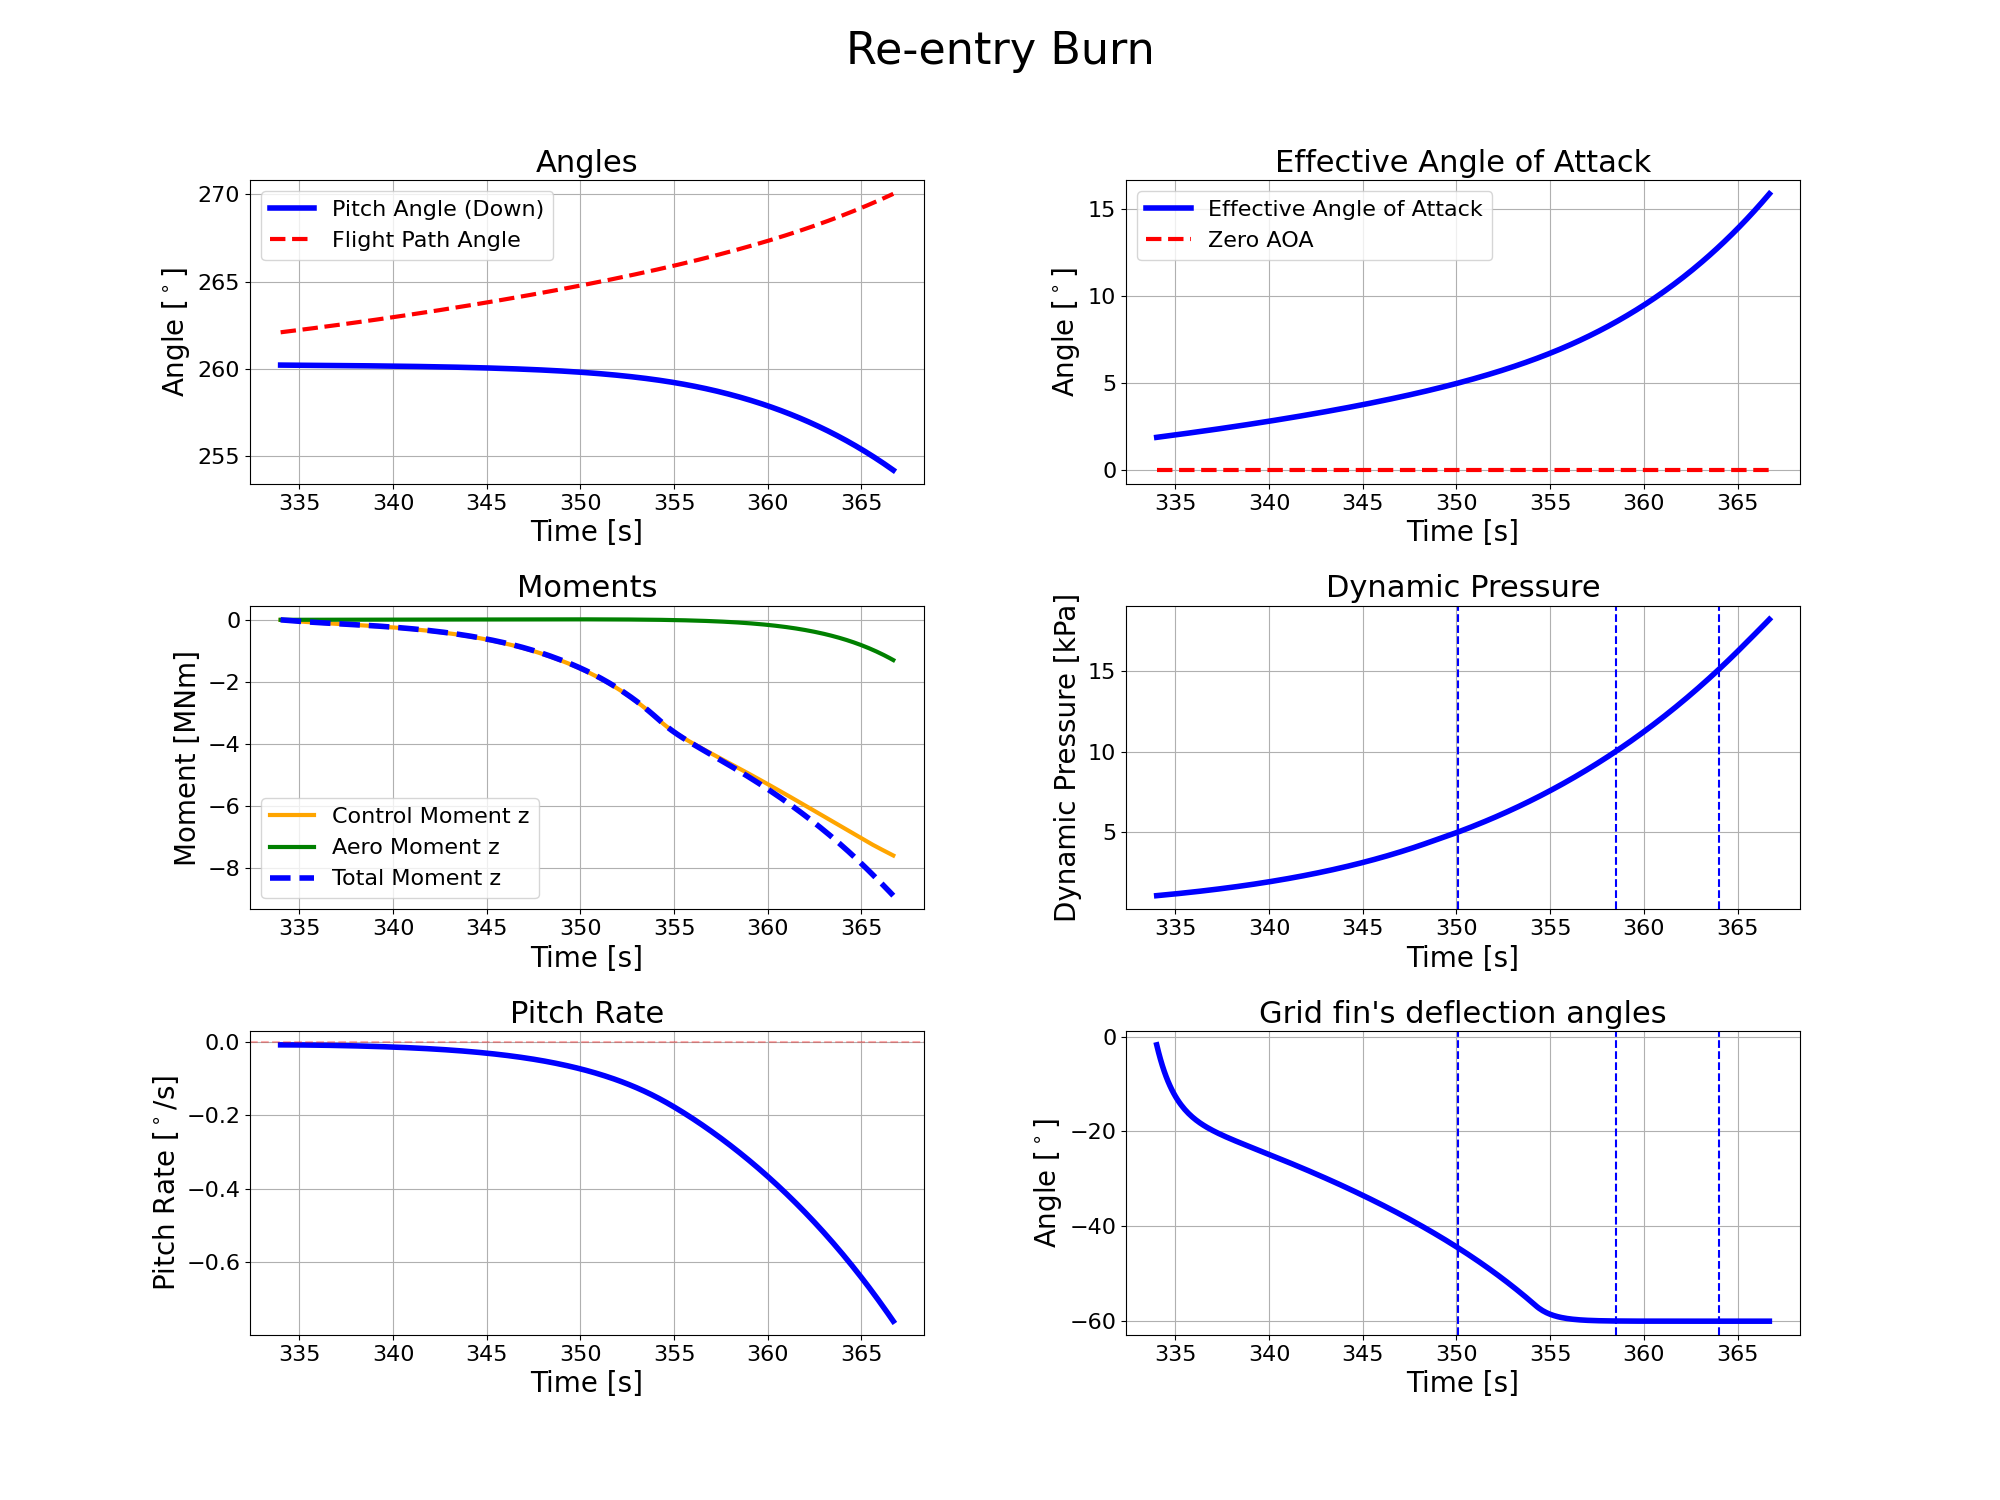 Re-entry Burn
Angles
270
265
260
255
Angle [°]
Pitch Angle (Down)
Flight Path Angle
335 340 345 350 355 360 365
Time [s]
Effective Angle of Attack
15
10
5
0
Angle [°]
Effective Angle of Attack
Zero AOA
335 340 345 350 355 360 365
Time [s]
Moments
0
−2
−4
−6
−8
Moment [MNm]
Control Moment z
Aero Moment z
Total Moment z
335 340 345 350 355 360 365
Time [s]
Dynamic Pressure
15
10
5
Dynamic Pressure [kPa]
335 340 345 350 355 360 365
Time [s]
Pitch Rate
0.0
−0.2
−0.4
−0.6
Pitch Rate [°/s]
335 340 345 350 355 360 365
Time [s]
Grid fin's deflection angles
0
−20
−40
−60
Angle [°]
335 340 345 350 355 360 365
Time [s]